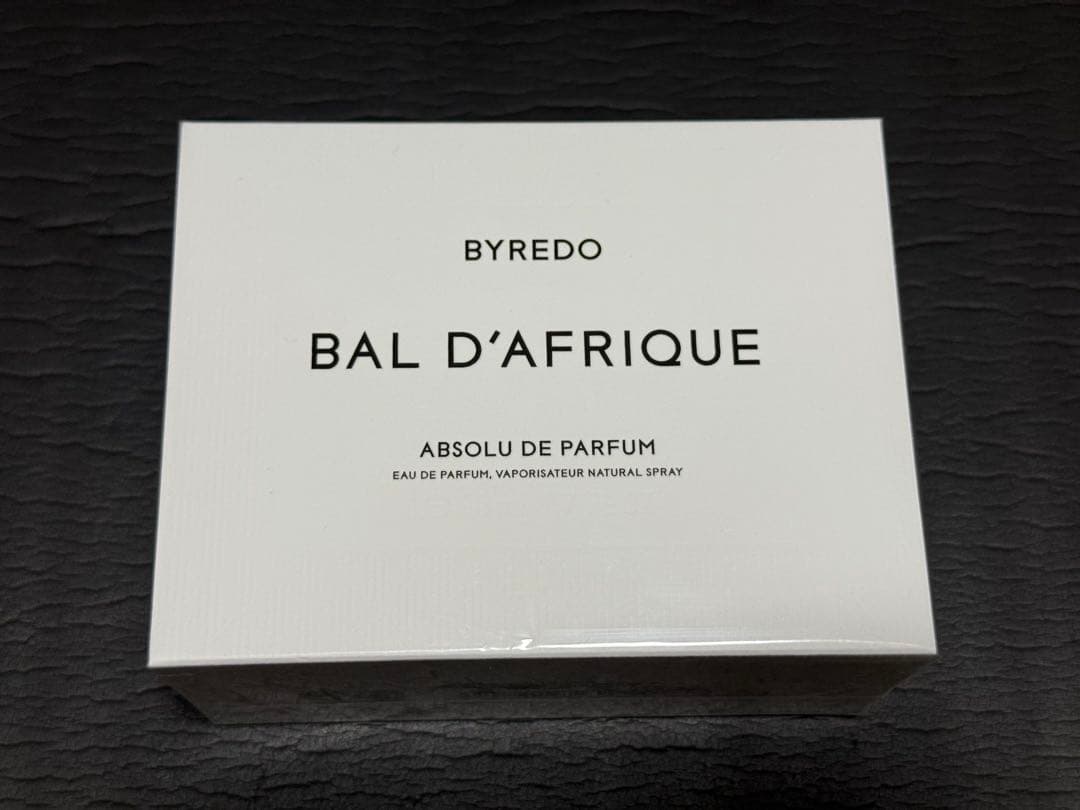 BYREDO
BAL D'AFRIQUE
ABSOLU DE PARFUM
EAU DE PARFUM, VAPORISATEUR NATURAL SPRAY